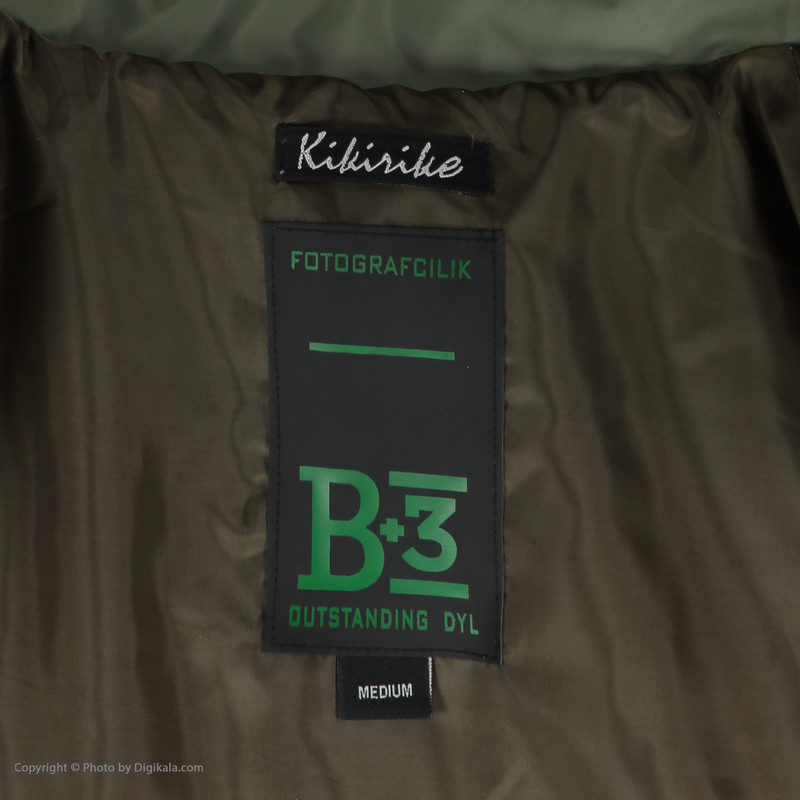 Kikirike
FOTOGRAFCILIK
B+3
OUTSTANDING DYL
MEDIUM
Copyright © Photo by Digikala.com